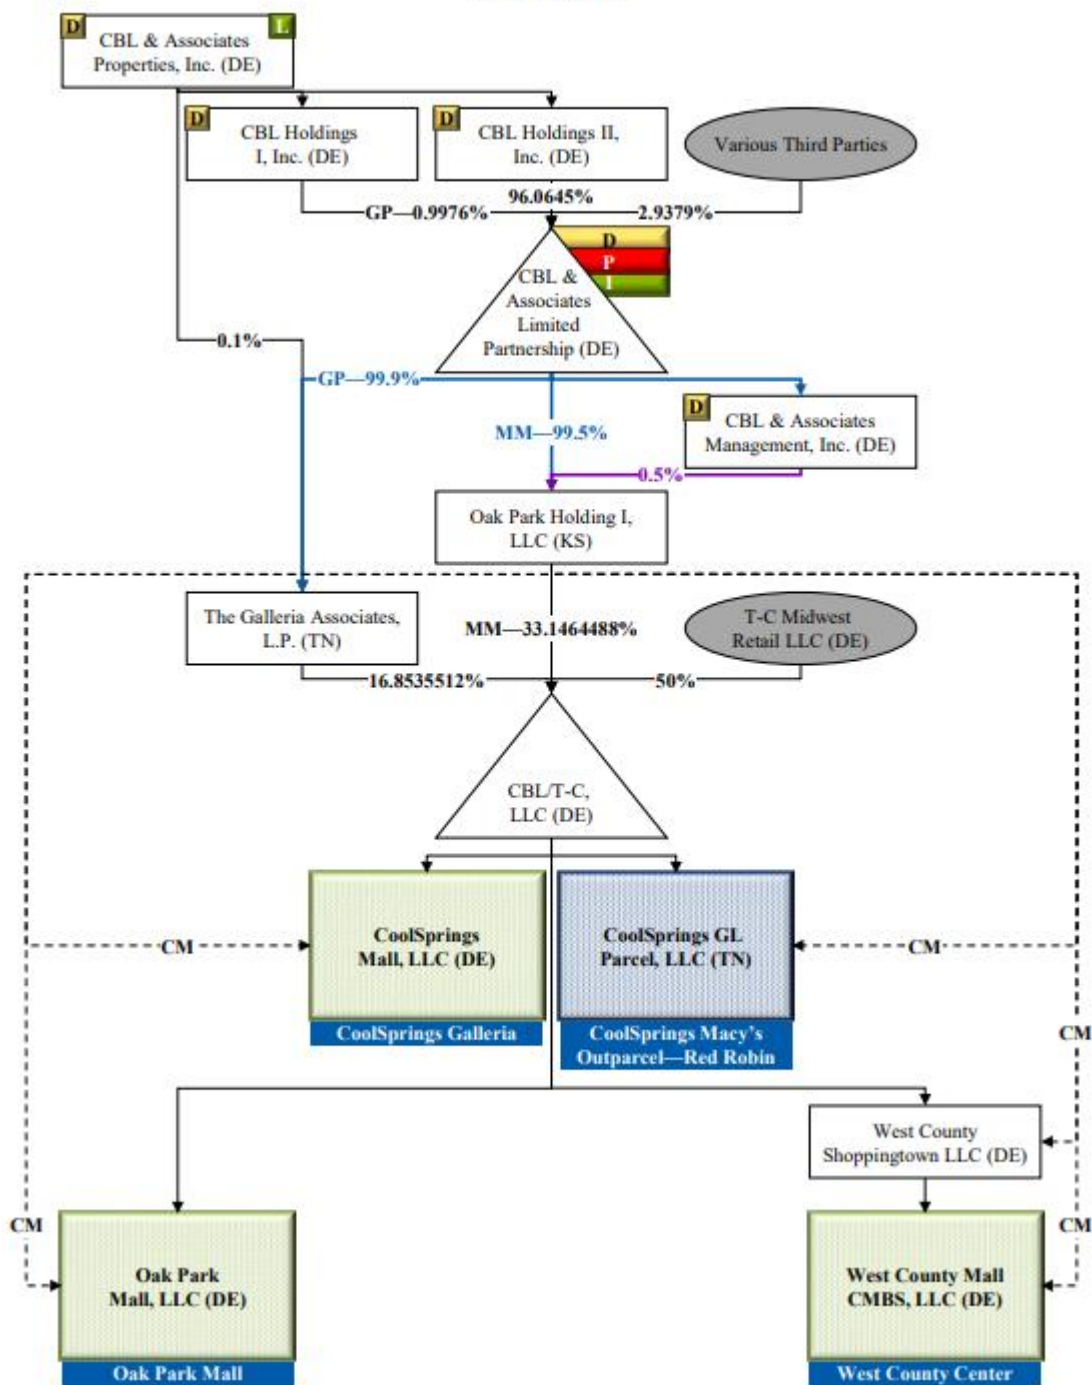 D
L
CBL & Associates
Properties, Inc. (DE)
D
CBL Holdings
I, Inc. (DE)
D
CBL Holdings II,
Inc. (DE)
Various Third Parties
96.0645%
GP—0.9976%
2.9379%
D
P
I
CBL &
Associates
Limited
Partnership (DE)
0.1%
GP—99.9%
D
CBL & Associates
Management, Inc. (DE)
MM—99.5%
0.5%
Oak Park Holding I,
LLC (KS)
The Galleria Associates,
L.P. (TN)
MM—33.1464488%
T-C Midwest
Retail LLC (DE)
16.8535512%
50%
CBL/T-C,
LLC (DE)
CM
CoolSprings
Mall, LLC (DE)
CoolSprings Galleria
CoolSprings GL
Parcel, LLC (TN)
CoolSprings Macy's
Outparcel—Red Robin
CM
CM
West County
Shoppingtown LLC (DE)
CM
Oak Park
Mall, LLC (DE)
Oak Park Mall
West County Mall
CMBS, LLC (DE)
West County Center
CM